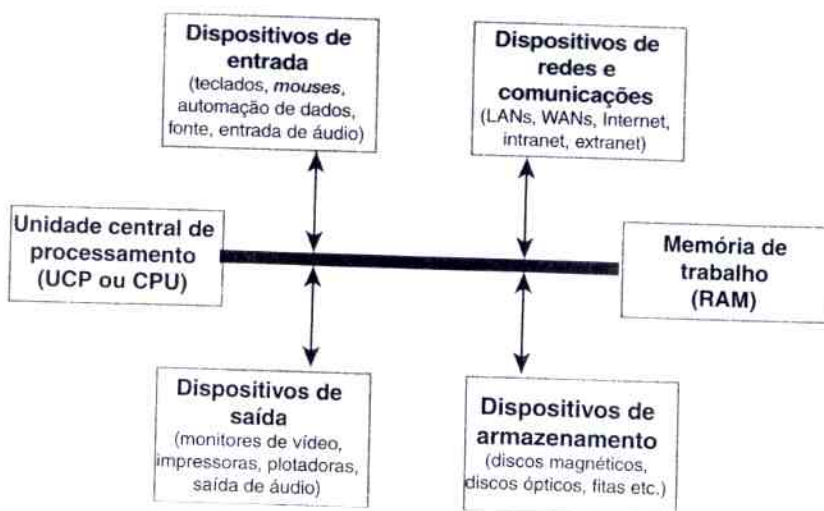 Dispositivos de
entrada
(teclados, mouses,
automação de dados,
fonte, entrada de áudio)
Dispositivos de
redes e
comunicações
(LANs, WANs, Internet,
intranet, extranet)
Unidade central de
processamento
(UCP ou CPU)
Memória de
trabalho
(RAM)
Dispositivos de
saída
(monitores de vídeo,
impressoras, plotadoras,
saída de áudio)
Dispositivos de
armazenamento
(discos magnéticos,
discos ópticos, fitas etc.)